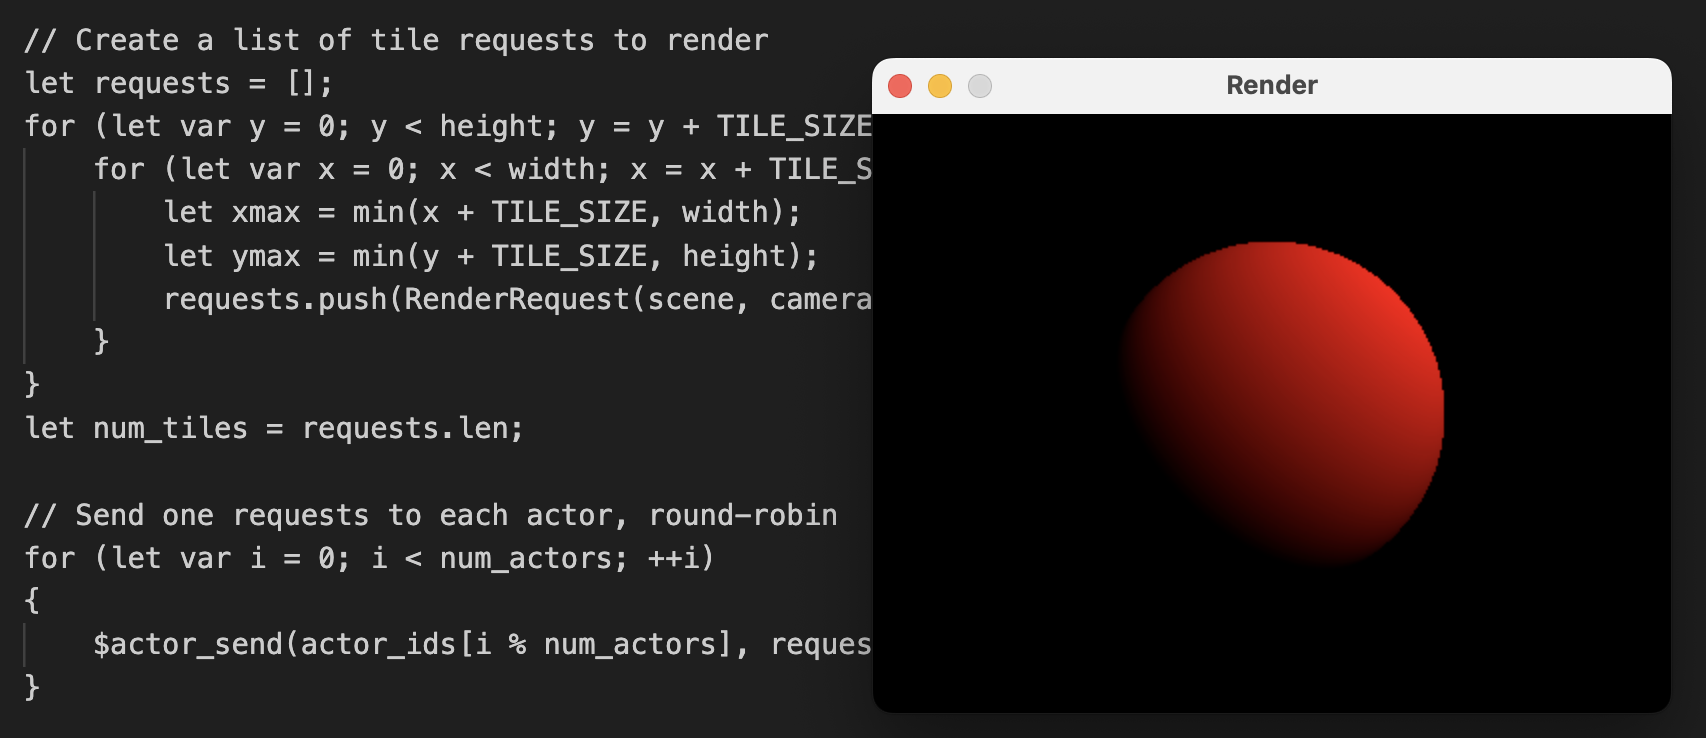 // Create a list of tile requests to render
let requests = [];
for (let var y = 0; y < height; y = y + TILE_SIZE
    for (let var x = 0; x < width; x = x + TILE_S
        let xmax = min(x + TILE_SIZE, width);
        let ymax = min(y + TILE_SIZE, height);
        requests.push(RenderRequest(scene, camera
    }
}
let num_tiles = requests.len;

// Send one requests to each actor, round-robin
for (let var i = 0; i < num_actors; ++i)
{
    $actor_send(actor_ids[i % num_actors], reques
}
Render